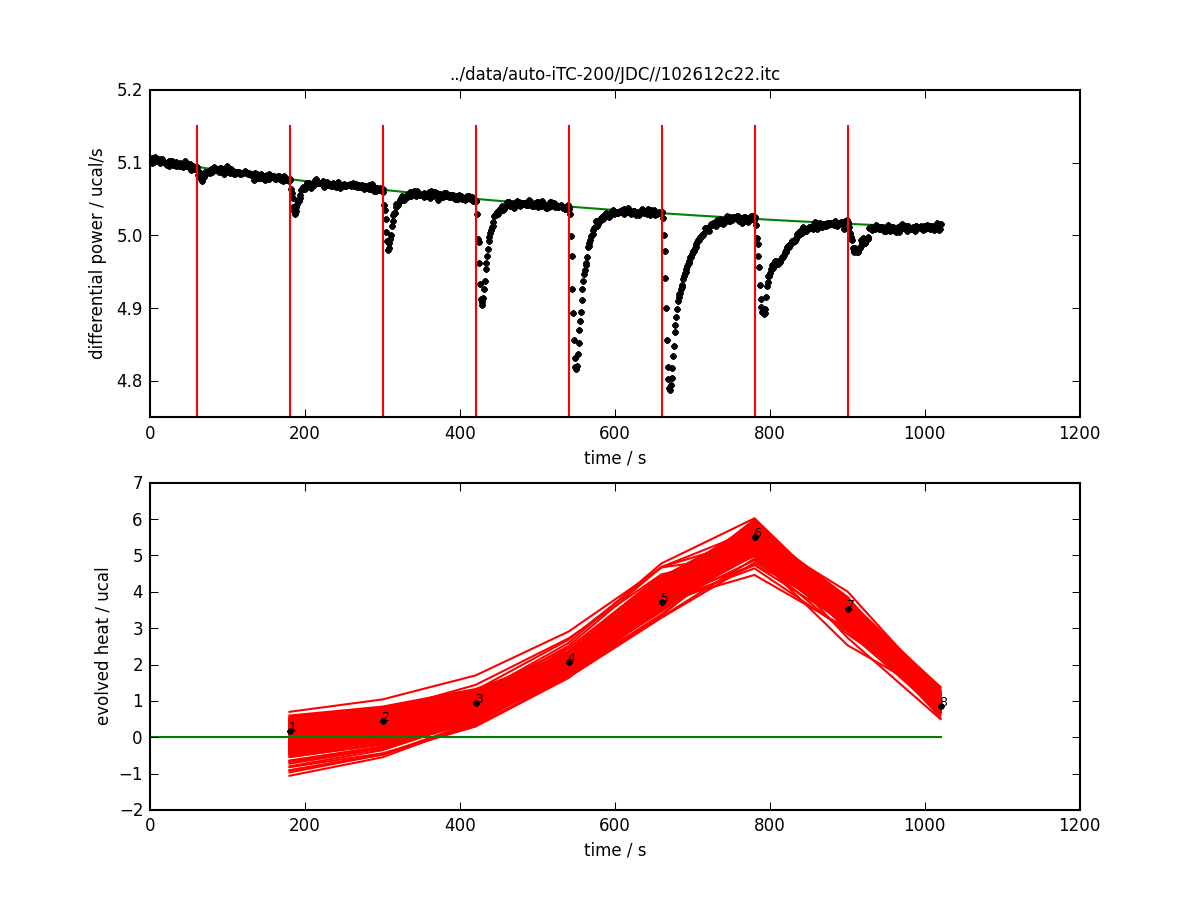 ../data/auto-iTC-200/JDC//102612c22.itc
5.2
5.1
5.0
4.9
4.8
differential power / ucal/s
0 200 400 600 800 1000 1200
time / s
7
6
5
4
3
2
1
0
−1
−2
evolved heat / ucal
1 2 3 4 5 6 7 8
0 200 400 600 800 1000 1200
time / s